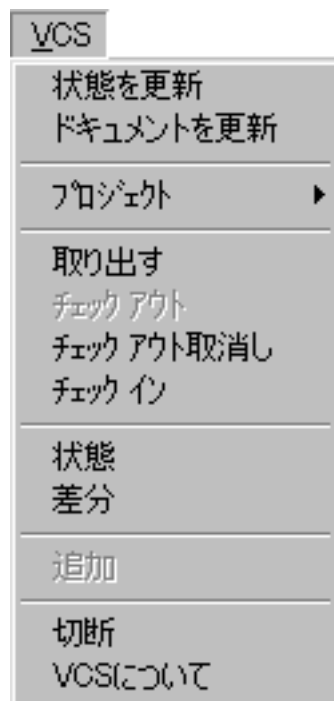 VCS
状態を更新
ドキュメントを更新
プロジェクト
取り出す
チェック アウト
チェック アウト取消し
チェック イン
状態
差分
追加
切断
VCSについて